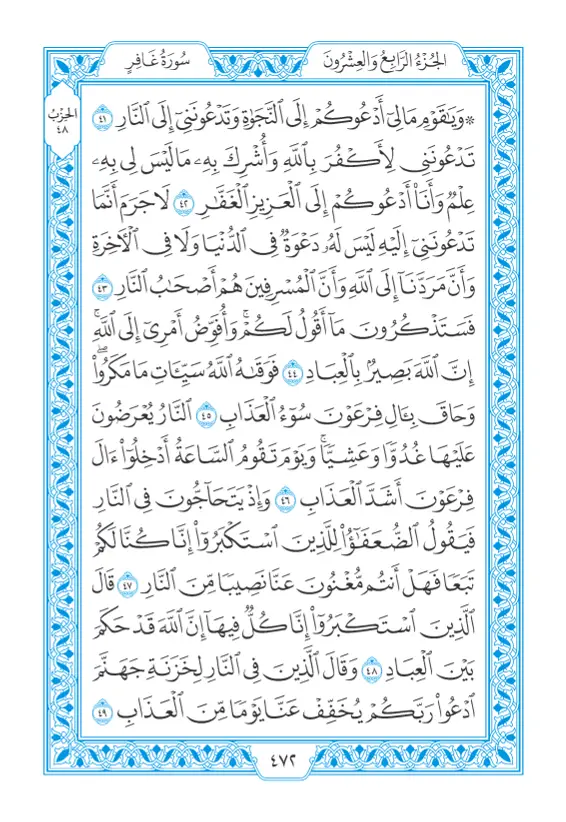 الجُزْءُ الرَّابِعُ وَالعِشْرُونَ
سُورَةُ غَافِرٍ
الحِزْبُ
٤٨
۞وَيَٰقَوْمِ مَالِيٓ أَدْعُوكُمْ إِلَى ٱلنَّجَوٰةِ وَتَدْعُونَنِيٓ إِلَى ٱلنَّارِ ٤١
تَدْعُونَنِي لِأَكْفُرَ بِٱللَّهِ وَأُشْرِكَ بِهِۦ مَا لَيْسَ لِي بِهِۦ
عِلْمٌ وَأَنَا۠ أَدْعُوكُمْ إِلَى ٱلْعَزِيزِ ٱلْغَفَّٰرِ ٤٢ لَا جَرَمَ أَنَّمَا
تَدْعُونَنِيٓ إِلَيْهِ لَيْسَ لَهُۥ دَعْوَةٌ فِي ٱلدُّنْيَا وَلَا فِي ٱلْأٓخِرَةِ
وَأَنَّ مَرَدَّنَآ إِلَى ٱللَّهِ وَأَنَّ ٱلْمُسْرِفِينَ هُمْ أَصْحَٰبُ ٱلنَّارِ ٤٣
فَسَتَذْكُرُونَ مَآ أَقُولُ لَكُمْۚ وَأُفَوِّضُ أَمْرِيٓ إِلَى ٱللَّهِۚ
إِنَّ ٱللَّهَ بَصِيرٌۢ بِٱلْعِبَادِ ٤٤ فَوَقَىٰهُ ٱللَّهُ سَيِّـَٔاتِ مَا مَكَرُوا۟ۖ
وَحَاقَ بِـَٔالِ فِرْعَوْنَ سُوٓءُ ٱلْعَذَابِ ٤٥ ٱلنَّارُ يُعْرَضُونَ
عَلَيْهَا غُدُوًّا وَعَشِيًّاۚ وَيَوْمَ تَقُومُ ٱلسَّاعَةُ أَدْخِلُوٓا۟ ءَالَ
فِرْعَوْنَ أَشَدَّ ٱلْعَذَابِ ٤٦ وَإِذْ يَتَحَآجُّونَ فِي ٱلنَّارِ
فَيَقُولُ ٱلضُّعَفَٰٓؤُا۟ لِلَّذِينَ ٱسْتَكْبَرُوٓا۟ إِنَّا كُنَّا لَكُمْ
تَبَعًا فَهَلْ أَنتُم مُّغْنُونَ عَنَّا نَصِيبًا مِّنَ ٱلنَّارِ ٤٧ قَالَ
ٱلَّذِينَ ٱسْتَكْبَرُوٓا۟ إِنَّا كُلٌّ فِيهَآ إِنَّ ٱللَّهَ قَدْ حَكَمَ
بَيْنَ ٱلْعِبَادِ ٤٨ وَقَالَ ٱلَّذِينَ فِي ٱلنَّارِ لِخَزَنَةِ جَهَنَّمَ
ٱدْعُوا۟ رَبَّكُمْ يُخَفِّفْ عَنَّا يَوْمًا مِّنَ ٱلْعَذَابِ ٤٩
٤٧٢